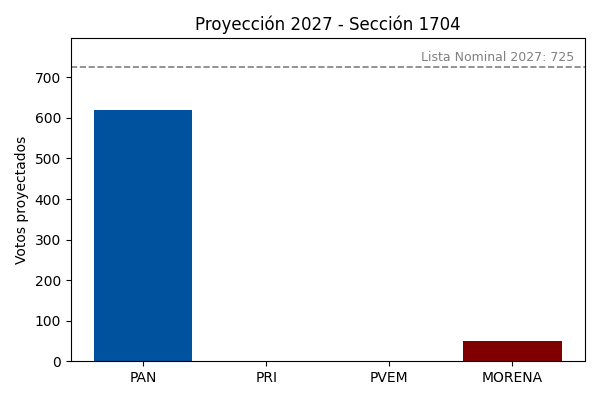 Proyección 2027 - Sección 1704
Lista Nominal 2027: 725
Votos proyectados
700
600
500
400
300
200
100
0
PAN
PRI
PVEM
MORENA